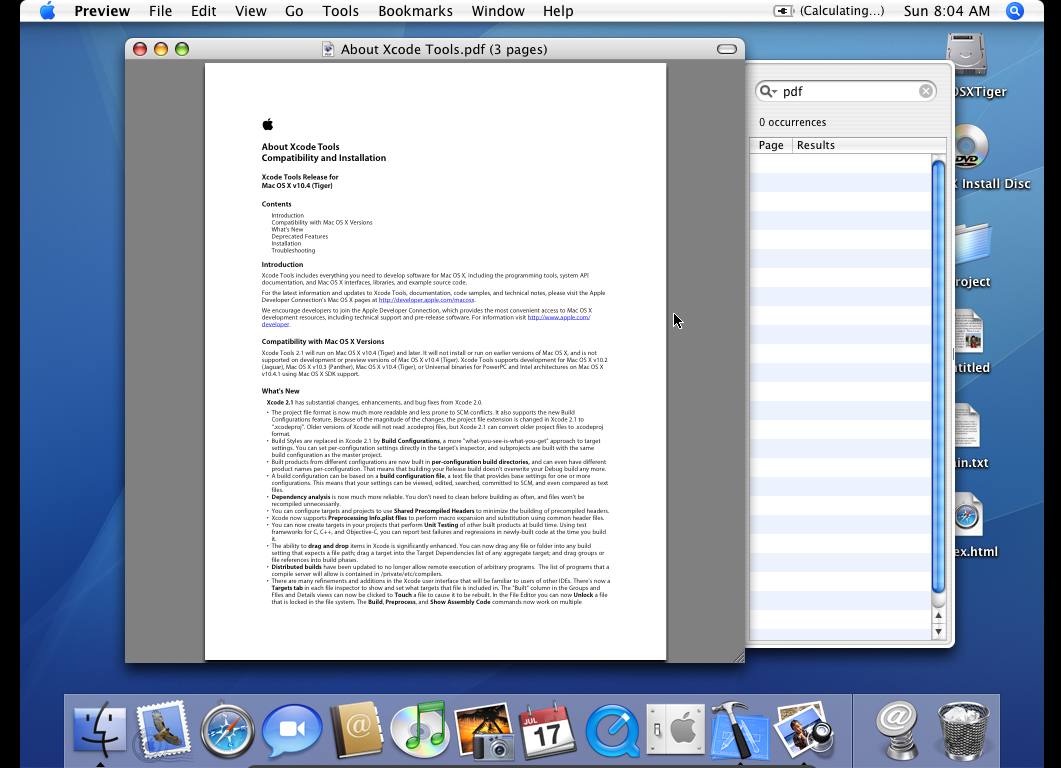 Preview File Edit View Go Tools Bookmarks Window Help (Calculating...) Sun 8:04 AM
About Xcode Tools.pdf (3 pages)
pdf
0 occurrences
Page Results
OSXTiger
X Install Disc
roject
ntitled
in.txt
ex.html
About Xcode Tools
Compatibility and Installation
Xcode Tools Release for
Mac OS X v10.4 (Tiger)
Contents
Introduction
Compatibility with Mac OS X Versions
What's New
Deprecated Features
Installation
Troubleshooting
Introduction
Xcode Tools includes everything you need to develop software for Mac OS X, including the programming tools, system API
documentation, and Mac OS X interfaces, libraries, and example source code.
For the latest information and updates to Xcode Tools, documentation, code samples, and technical notes, please visit the Apple
Developer Connection's Mac OS X pages at http://developer.apple.com/macosx.
We encourage developers to join the Apple Developer Connection, which provides the most convenient access to Mac OS X
development resources, including technical support and pre-release software. For information visit http://www.apple.com/
developer.
Compatibility with Mac OS X Versions
Xcode Tools 2.1 will run on Mac OS X v10.4 (Tiger) and later. It will not install or run on earlier versions of Mac OS X, and is not
supported on development or preview versions of Mac OS X v10.4 (Tiger). Xcode Tools supports development for Mac OS X v10.2
(Jaguar), Mac OS X v10.3 (Panther), Mac OS X v10.4 (Tiger), or Universal binaries for PowerPC and Intel architectures on Mac OS X
v10.4.1 using Mac OS X SDK support.
What's New
Xcode 2.1 has substantial changes, enhancements, and bug fixes from Xcode 2.0.
• The project file format is now much more readable and less prone to SCM conflicts. It also supports the new Build
Configurations feature. Because of the magnitude of the changes, the project file extension is changed in Xcode 2.1 to
".xcodeproj". Older versions of Xcode will not read .xcodeproj files, but Xcode 2.1 can convert older project files to .xcodeproj
format.
• Build Styles are replaced in Xcode 2.1 by Build Configurations, a more "what-you-see-is-what-you-get" approach to target
settings. You can set per-configuration settings directly in the target's inspector, and subprojects are built with the same
build configuration as the master project.
• Built products from different configurations are now built in per-configuration build directories, and can even have different
product names per-configuration. That means that building your Release build doesn't overwrite your Debug build any more.
• A build configuration can be based on a build configuration file, a text file that provides base settings for one or more
configurations. This means that your settings can be viewed, edited, searched, committed to SCM, and even compared as text
files.
• Dependency analysis is now much more reliable. You don't need to clean before building as often, and files won't be
recompiled unnecessarily.
• You can configure targets and projects to use Shared Precompiled Headers to minimize the building of precompiled headers.
• Xcode now supports Preprocessing Info.plist files to perform macro expansion and substitution using common header files.
• You can now create targets in your projects that perform Unit Testing of other built products at build time. Using test
frameworks for C, C++, and Objective-C, you can report test failures and regressions in newly-built code at the time you build
it.
• The ability to drag and drop items in Xcode is significantly enhanced. You can now drag any file or folder into any build
setting that expects a file path; drag a target into the Target Dependencies list of any aggregate target; and drag groups or
file references into build phases.
• Distributed builds have been updated to no longer allow remote execution of arbitrary programs. The list of programs that a
compile server will allow is contained in /private/etc/compilers.
• There are many refinements and additions in the Xcode user interface that will be familiar to users of other IDEs. There's now a
Targets tab in each file inspector to show and set what targets that file is included in. The "Built" column in the Groups and
Files and Details views can now be clicked to Touch a file to cause it to be rebuilt. In the File Editor you can now Unlock a file
that is locked in the file system. The Build, Preprocess, and Show Assembly Code commands now work on multiple
JUL
17